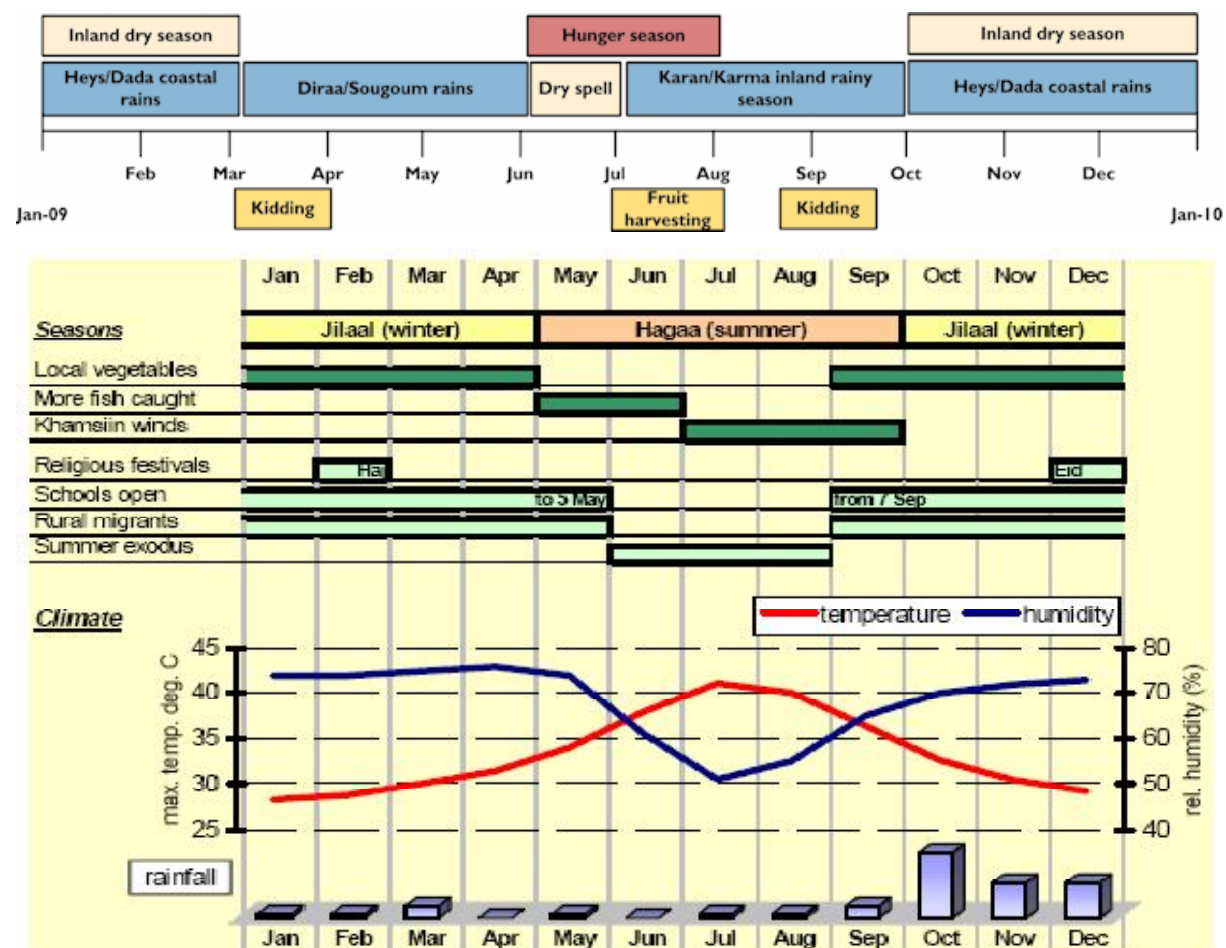 Inland dry season
Hunger season
Inland dry season
Heys/Dada coastal
rains
Diraa/Sougoum rains
Dry spell
Karan/Karma inland rainy
season
Heys/Dada coastal rains
Feb Mar Apr May Jun Jul Aug Sep Oct Nov Dec
Kidding
Fruit
harvesting
Kidding
Jan-09 Jan-10
Jan Feb Mar Apr May Jun Jul Aug Sep Oct Nov Dec
Seasons Jilaal (winter) Hagaa (summer) Jilaal (winter)
Local vegetables
More fish caught
Khamsiin winds
Religious festivals Haj Eid
Schools open to 5 May from 7 Sep
Rural migrants
Summer exodus
Climate
temperature humidity
45 80
40 70
35 60
30 50
25 40
max. temp. deg. C
rel. humidity (%)
rainfall
Jan Feb Mar Apr May Jun Jul Aug Sep Oct Nov Dec